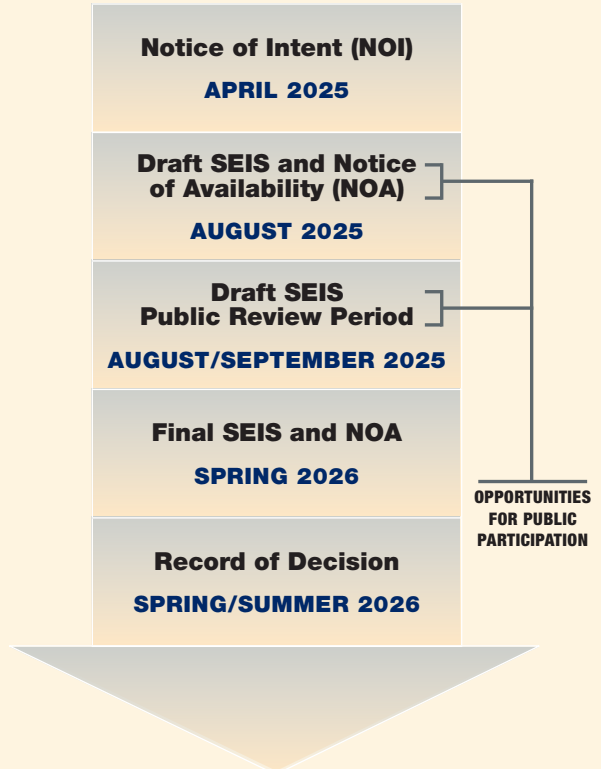 Notice of Intent (NOI)
APRIL 2025
Draft SEIS and Notice
of Availability (NOA)
AUGUST 2025
Draft SEIS
Public Review Period
AUGUST/SEPTEMBER 2025
Final SEIS and NOA
SPRING 2026
Record of Decision
SPRING/SUMMER 2026
OPPORTUNITIES
FOR PUBLIC
PARTICIPATION